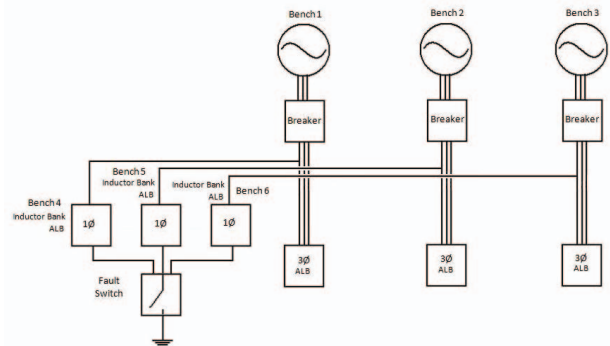 Bench 1
Bench 2
Bench 3
Breaker
Breaker
Breaker
Bench 4
Inductor Bank
ALB
1Ø
Bench 5
Inductor Bank
ALB
1Ø
Inductor Bank
ALB
Bench 6
1Ø
3Ø
ALB
3Ø
ALB
3Ø
ALB
Fault
Switch